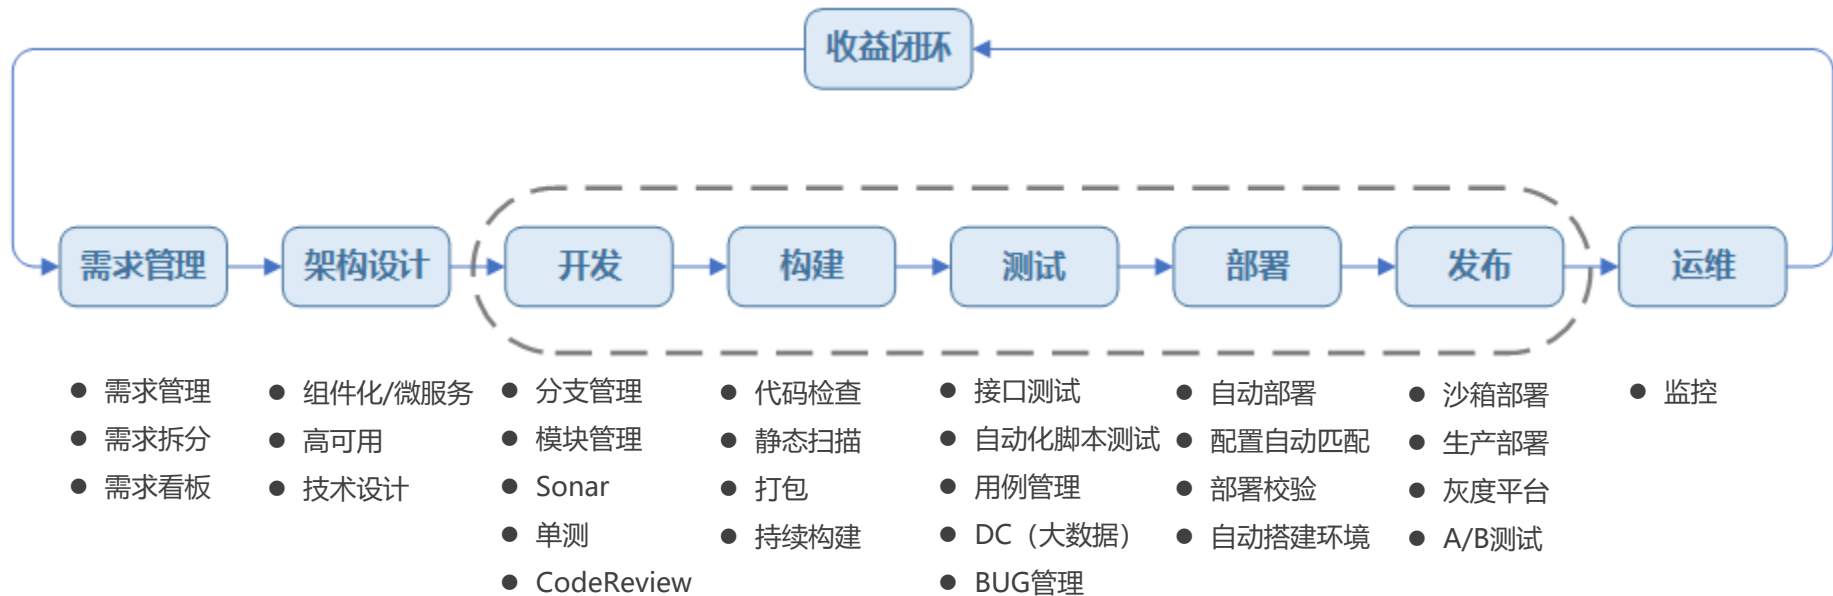 收益闭环
需求管理
架构设计
开发
构建
测试
部署
发布
运维
需求管理
需求拆分
需求看板
组件化/微服务
高可用
技术设计
分支管理
模块管理
Sonar
单测
CodeReview
代码检查
静态扫描
打包
持续构建
接口测试
自动化脚本测试
用例管理
DC（大数据）
BUG管理
自动部署
配置自动匹配
部署校验
自动搭建环境
沙箱部署
生产部署
灰度平台
A/B测试
监控